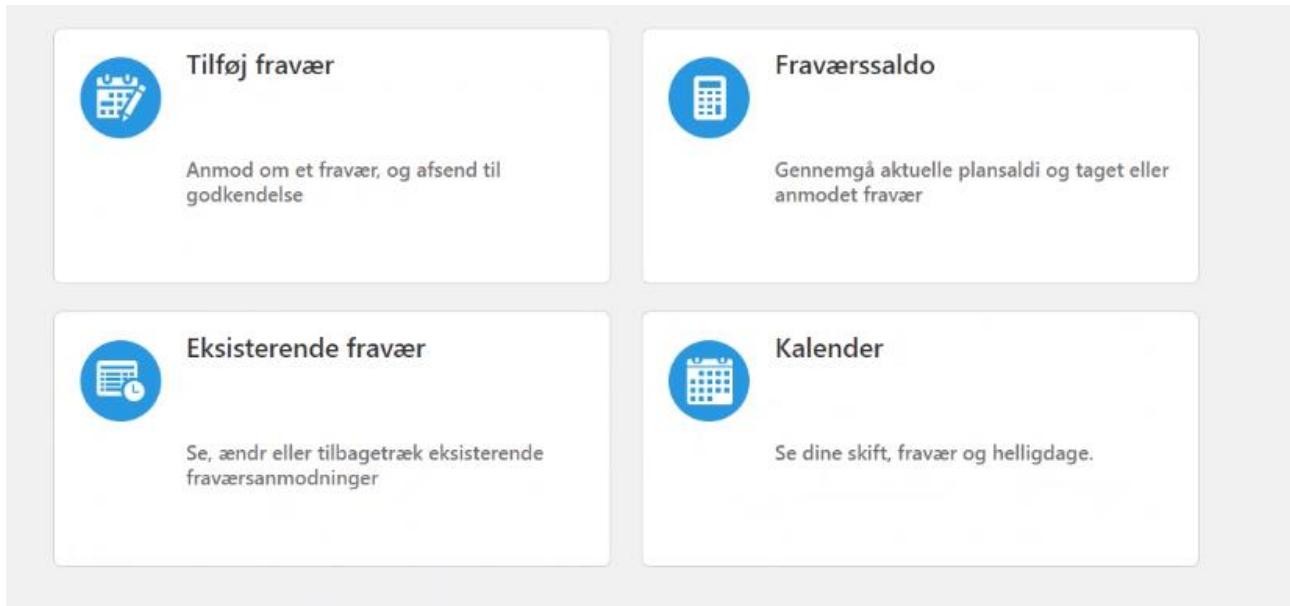 Tilføj fravær
Anmod om et fravær, og afsend til
godkendelse
Fraværssaldo
Gennemgå aktuelle plansaldi og taget eller
anmodet fravær
Eksisterende fravær
Se, ændr eller tilbagetræk eksisterende
fraværsanmodninger
Kalender
Se dine skift, fravær og helligdage.